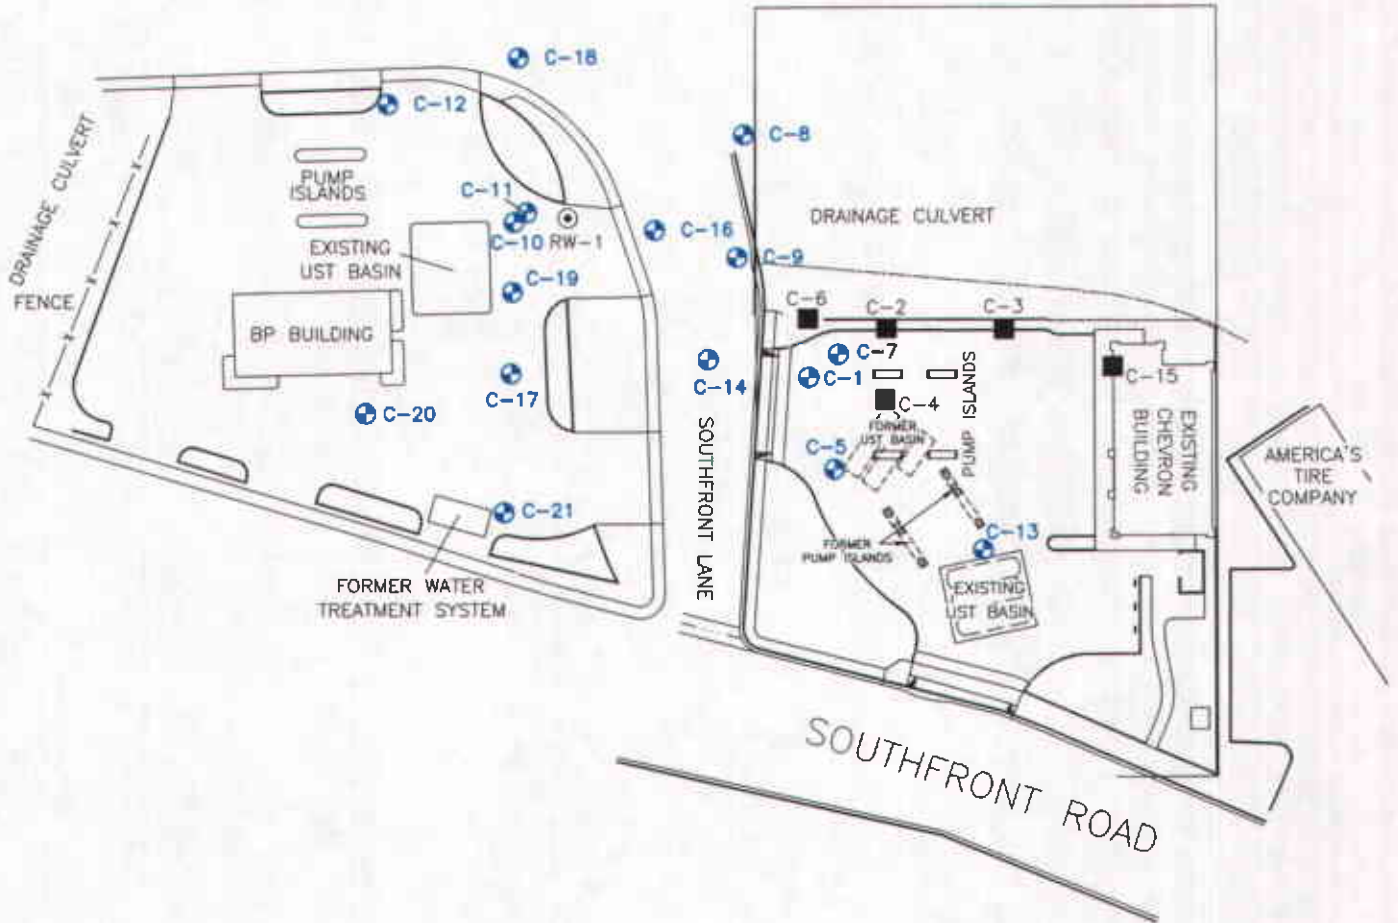 C-18
C-12
C-8
DRAINAGE CULVERT
PUMP
ISLANDS
C-11
C-10
RW-1
C-16
DRAINAGE CULVERT
EXISTING
UST BASIN
C-9
C-19
FENCE
x
x
x
x
x
x
BP BUILDING
C-6
C-2
C-3
C-7
C-1
C-14
C-17
C-15
C-20
C-4
PUMP ISLANDS
FORMER
UST BASIN
C-5
EXISTING
CHEVRON
BUILDING
AMERICA'S
TIRE
COMPANY
SOUTHFRONT LANE
C-21
C-13
FORMER
PUMP ISLANDS
EXISTING
UST BASIN
FORMER WATER
TREATMENT SYSTEM
SOUTHFRONT ROAD